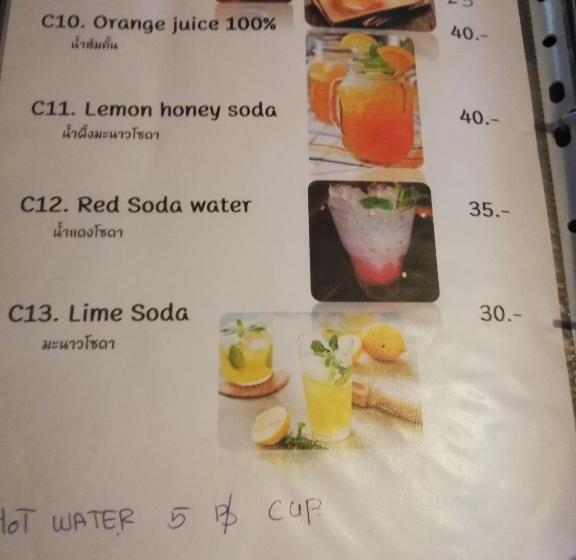 25
C10. Orange juice 100% 40.-
น้ำส้มคั้น
C11. Lemon honey soda 40.-
น้ำผึ้งมะนาวโซดา
C12. Red Soda water 35.-
น้ำแดงโซดา
C13. Lime Soda 30.-
มะนาวโซดา
HOT WATER 5 ฿ CUP